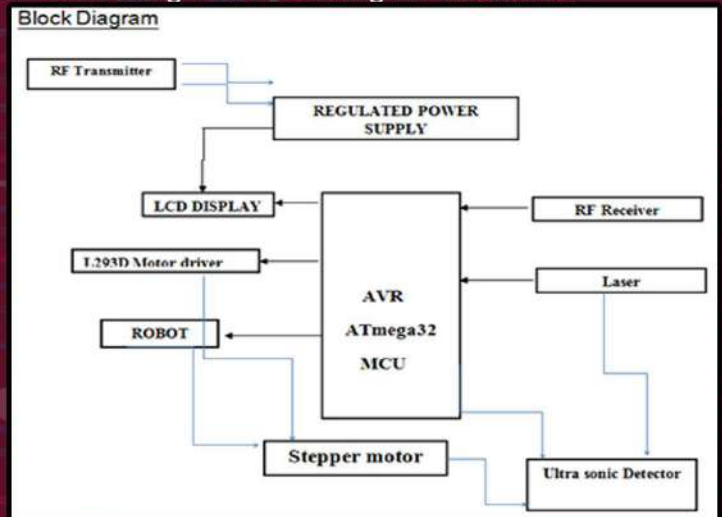 Block Diagram
RF Transmitter
REGULATED POWER
SUPPLY
LCD DISPLAY
RF Receiver
L293D Motor driver
Laser
AVR
ATmega32
MCU
ROBOT
Stepper motor
Ultra sonic Detector